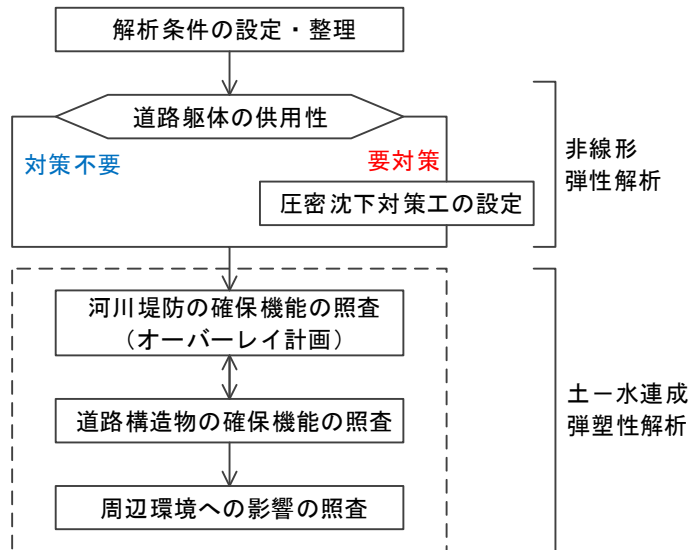 解析条件の設定・整理
道路躯体の供用性
対策不要
要対策
圧密沈下対策工の設定
非線形
弾性解析
河川堤防の確保機能の照査
（オーバーレイ計画）
道路構造物の確保機能の照査
周辺環境への影響の照査
土－水連成
弾塑性解析